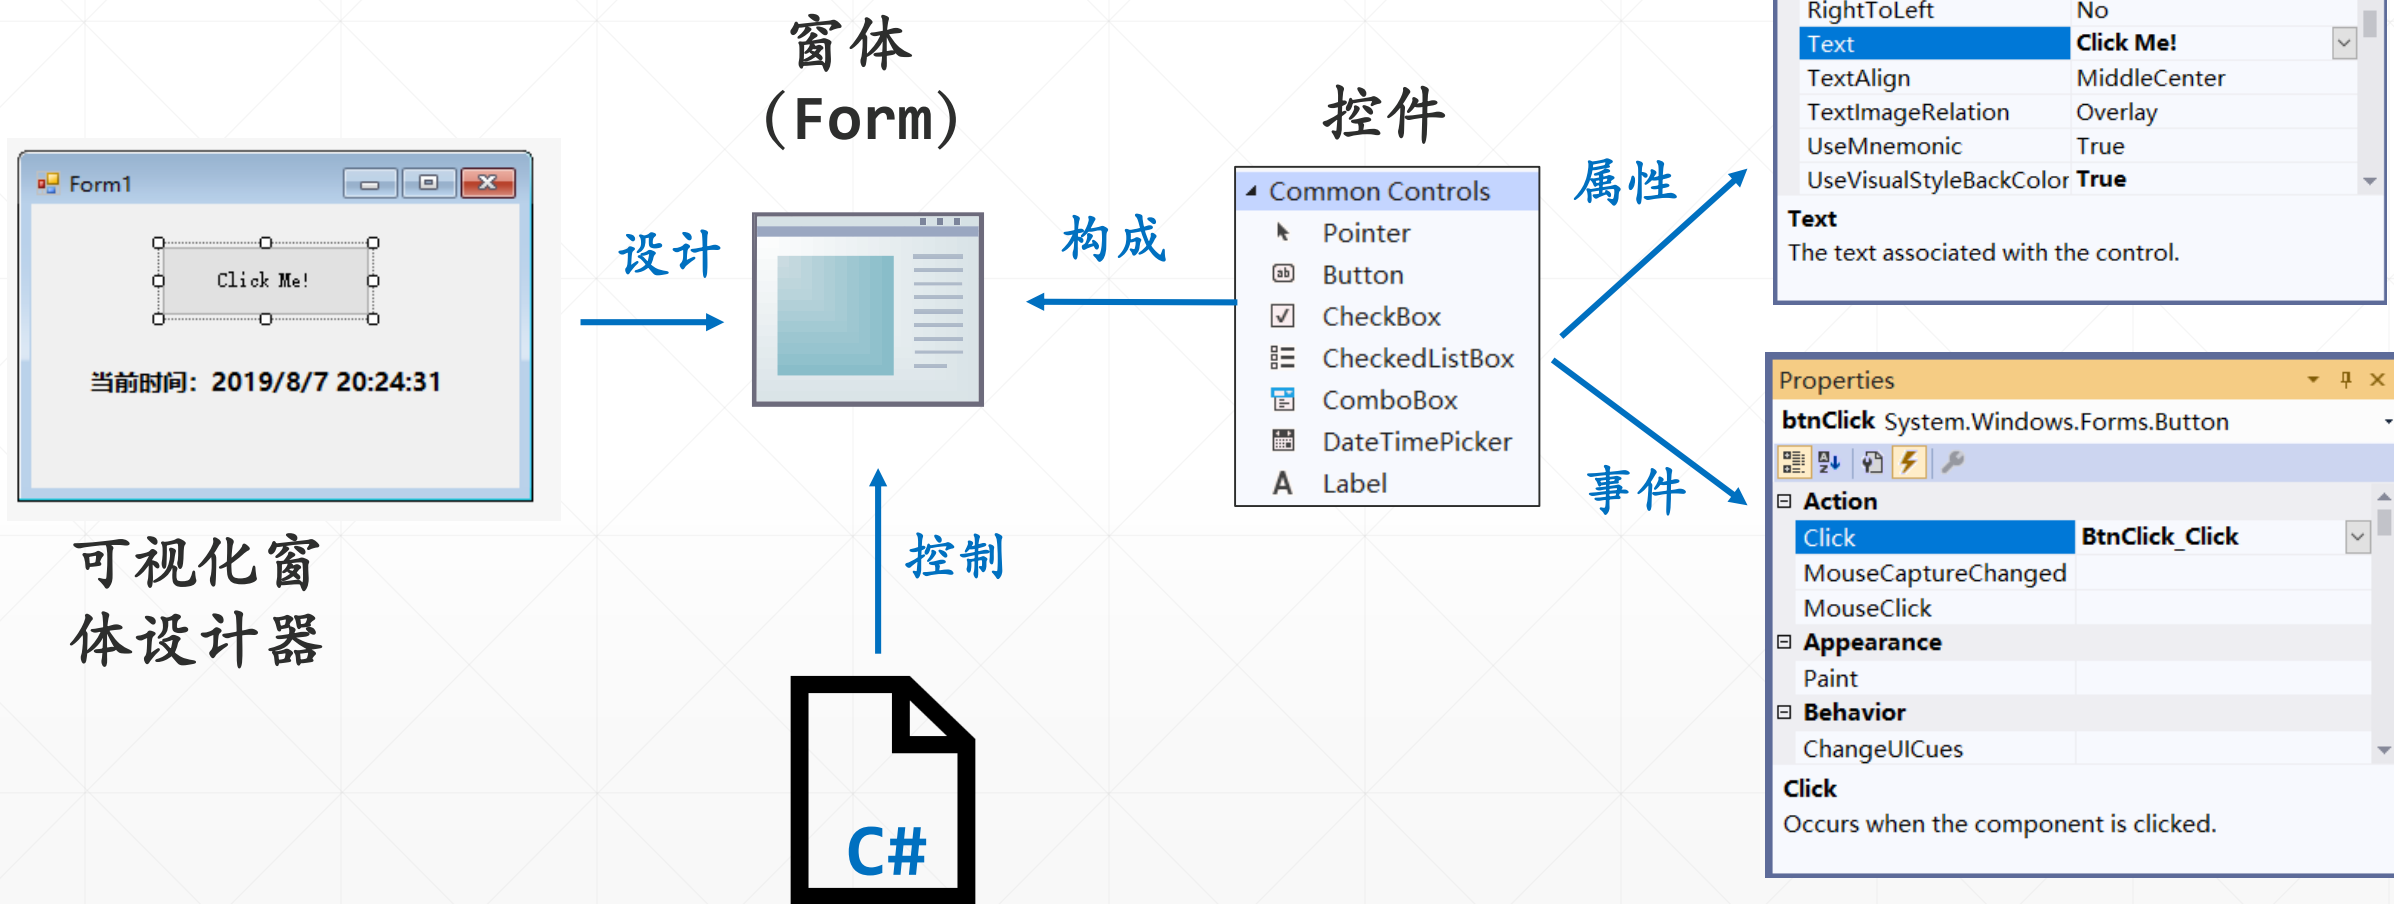 窗体
(Form)
控件
Form1
Click Me!
当前时间：2019/8/7 20:24:31
可视化窗
体设计器
设计
构成
控制
C#
Common Controls
Pointer
Button
CheckBox
CheckedListBox
ComboBox
DateTimePicker
Label
属性
事件
RightToLeft No
Text Click Me!
TextAlign MiddleCenter
TextImageRelation Overlay
UseMnemonic True
UseVisualStyleBackColor True
Text
The text associated with the control.
Properties
btnClick System.Windows.Forms.Button
Action
Click BtnClick_Click
MouseCaptureChanged
MouseClick
Appearance
Paint
Behavior
ChangeUICues
Click
Occurs when the component is clicked.